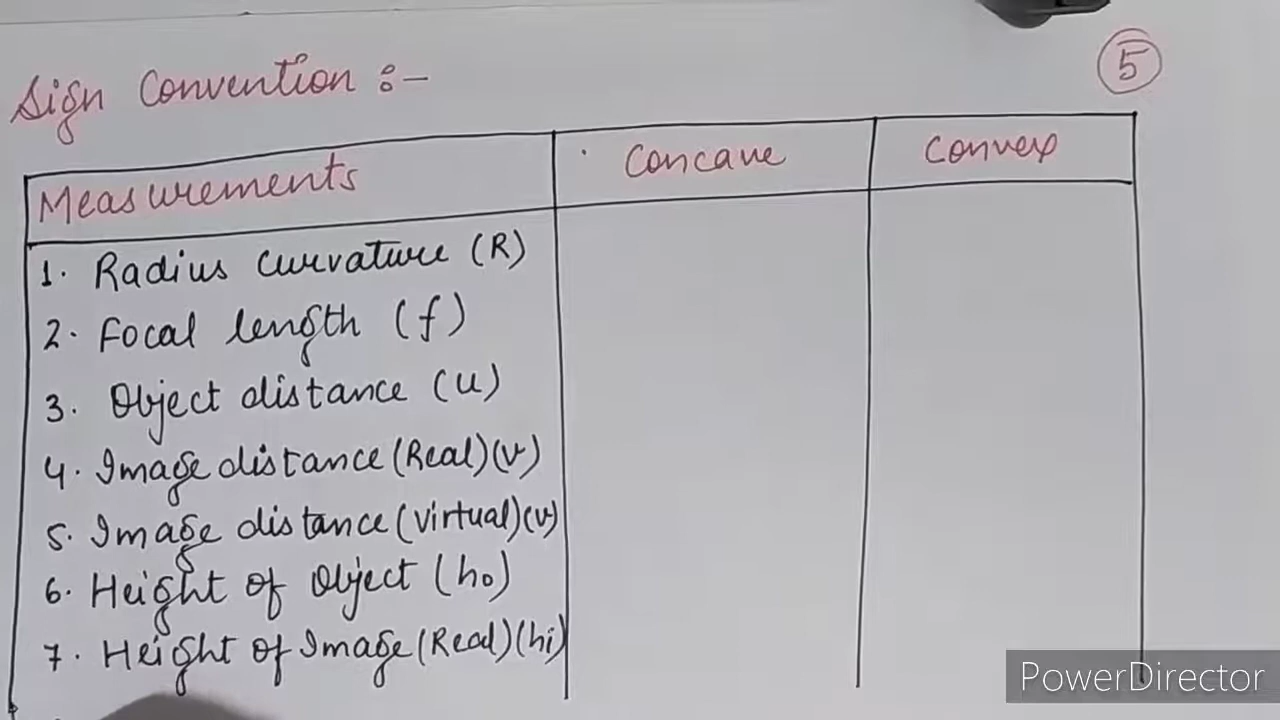 Sign Convention :-
5
Measurements Concave Convex
1. Radius curvature (R)
2. Focal length (f)
3. Object distance (u)
4. Image distance (Real)(v)
5. Image distance (virtual)(v)
6. Height of Object (ho)
7. Height of Image (Real)(hi)
PowerDirector